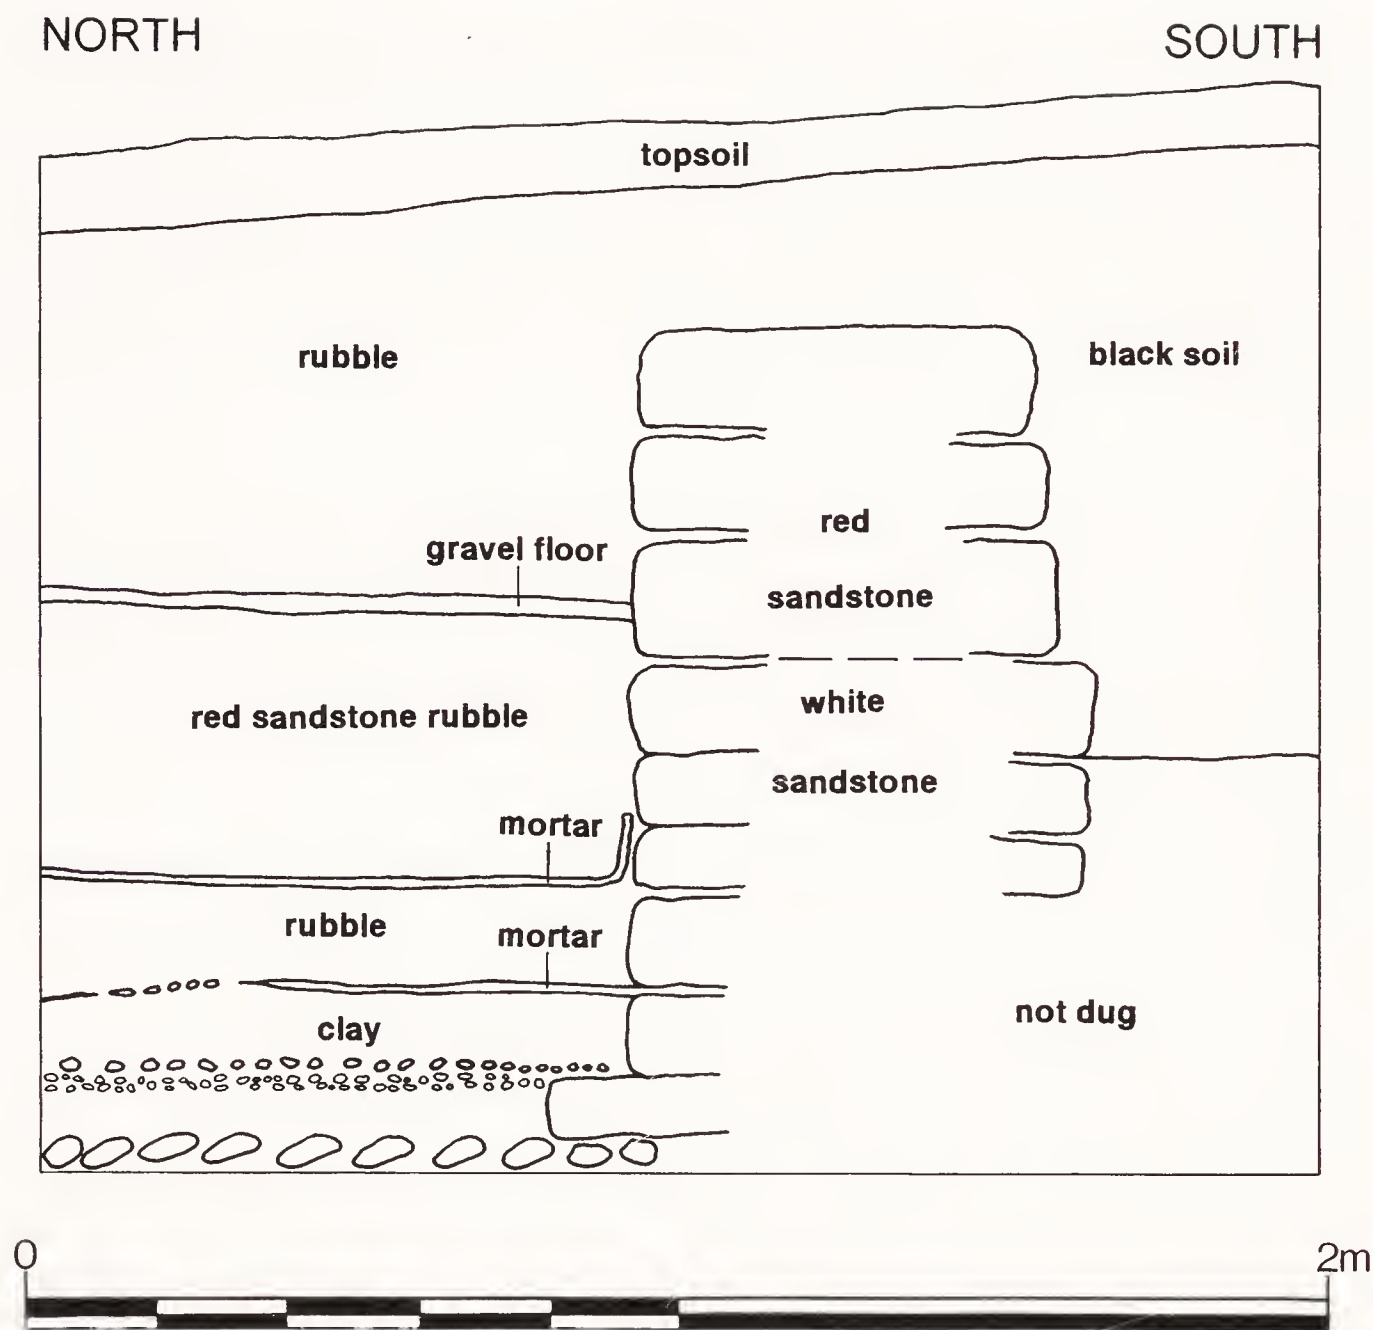 NORTH
SOUTH
topsoil
rubble
black soil
red
gravel floor
sandstone
red sandstone rubble
white
sandstone
mortar
rubble
mortar
not dug
clay
0
2m